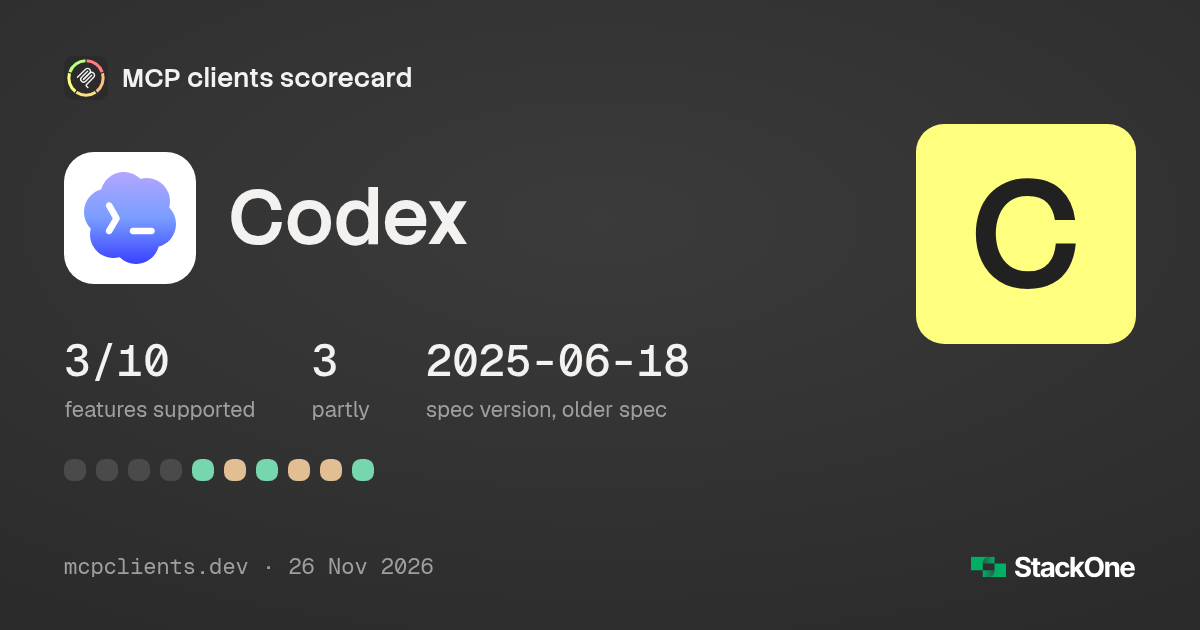 MCP clients scorecard
Codex
C
3/10
features supported
3
partly
2025-06-18
spec version, older spec
mcpclients.dev · 26 Nov 2026
StackOne